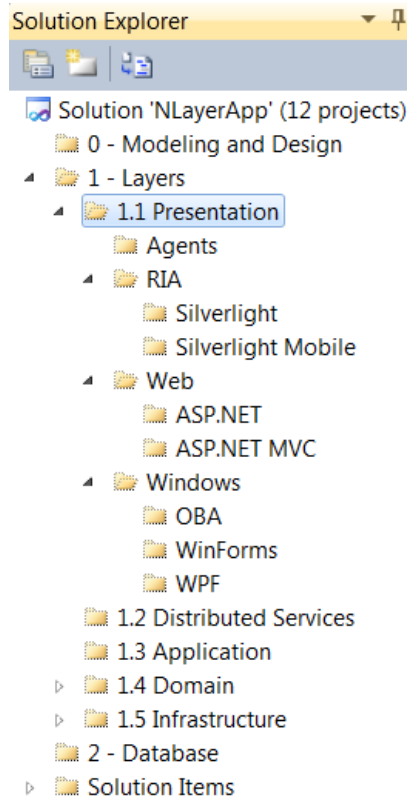 Solution Explorer
Solution 'NLayerApp' (12 projects)
0 - Modeling and Design
1 - Layers
1.1 Presentation
Agents
RIA
Silverlight
Silverlight Mobile
Web
ASP.NET
ASP.NET MVC
Windows
OBA
WinForms
WPF
1.2 Distributed Services
1.3 Application
1.4 Domain
1.5 Infrastructure
2 - Database
Solution Items